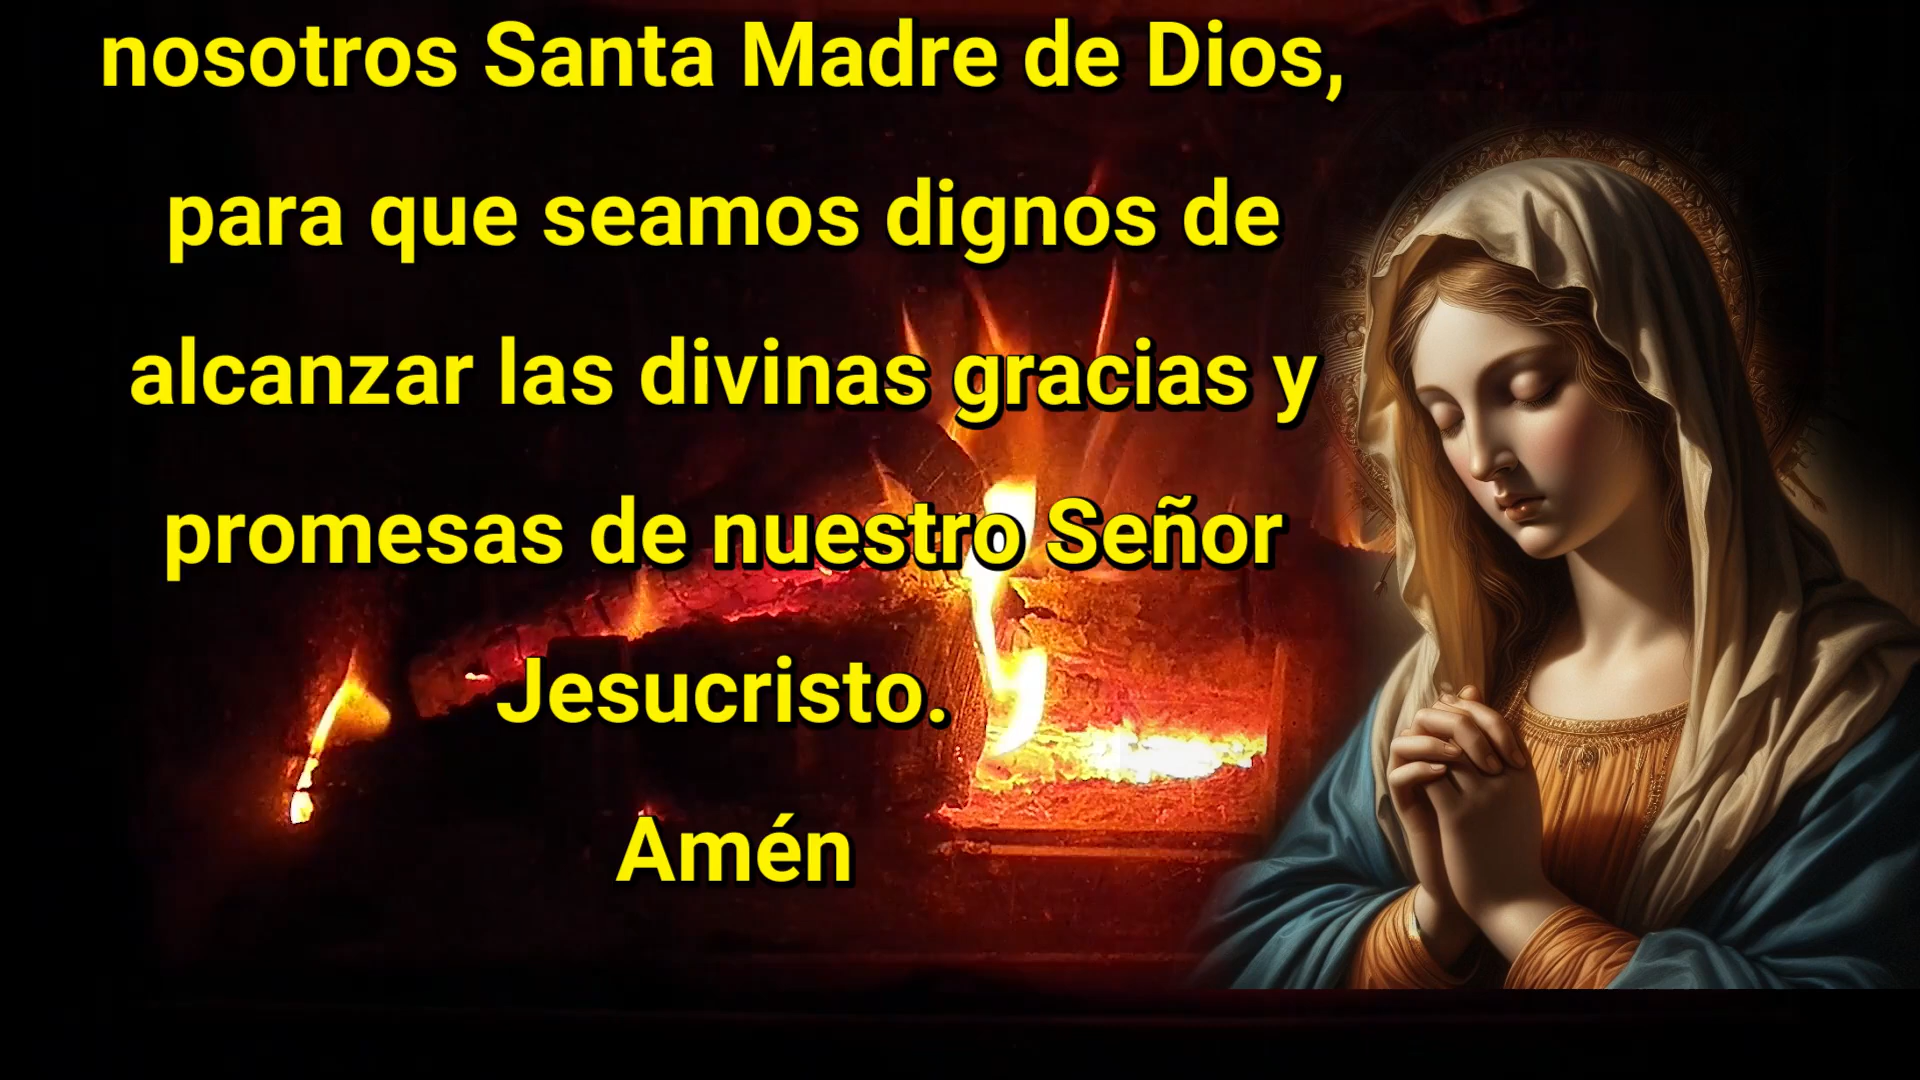 nosotros Santa Madre de Dios,
para que seamos dignos de
alcanzar las divinas gracias y
promesas de nuestro Señor
Jesucristo.
Amén